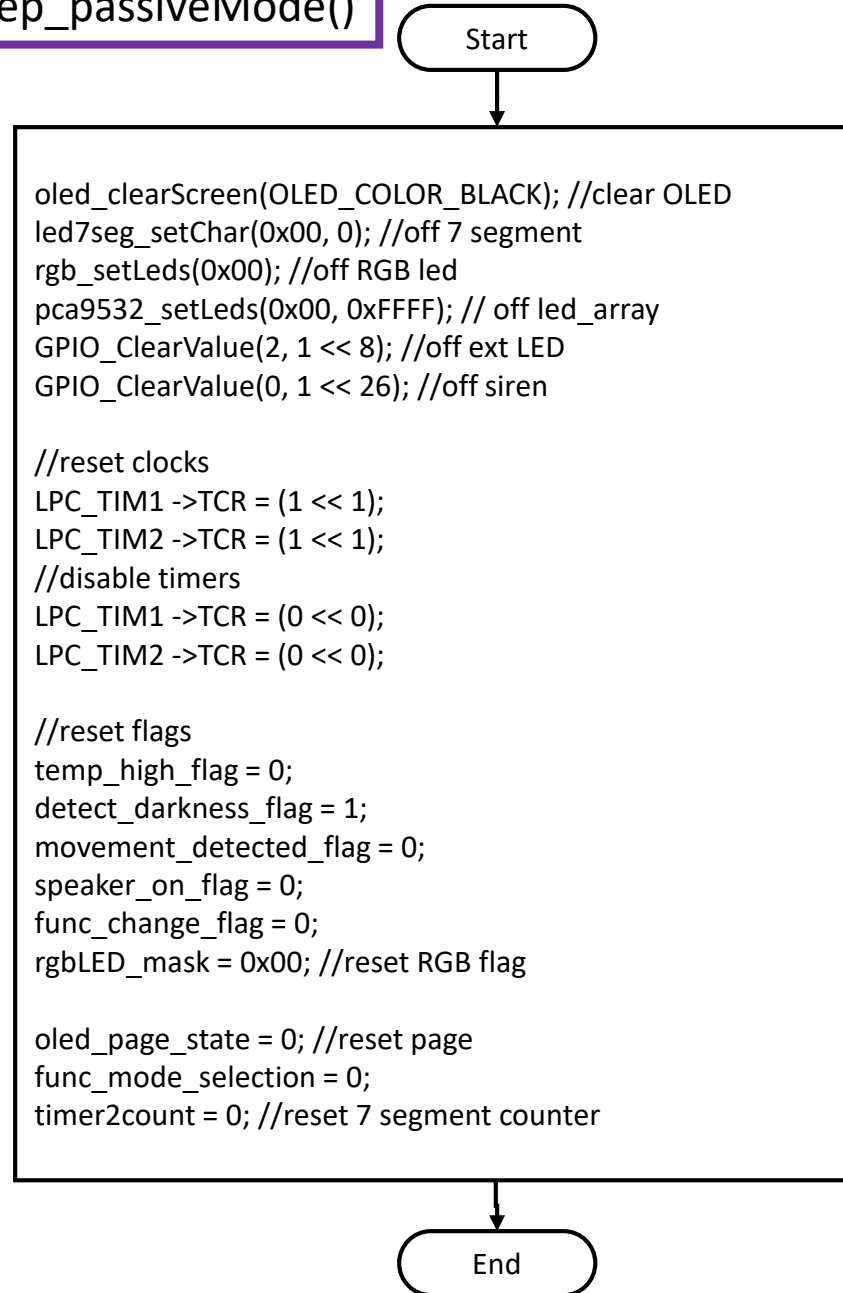 ep_passiveMode()
Start
oled_clearScreen(OLED_COLOR_BLACK); //clear OLED
led7seg_setChar(0x00, 0); //off 7 segment
rgb_setLeds(0x00); //off RGB led
pca9532_setLeds(0x00, 0xFFFF); // off led_array
GPIO_ClearValue(2, 1 << 8); //off ext LED
GPIO_ClearValue(0, 1 << 26); //off siren
//reset clocks
LPC_TIM1 ->TCR = (1 << 1);
LPC_TIM2 ->TCR = (1 << 1);
//disable timers
LPC_TIM1 ->TCR = (0 << 0);
LPC_TIM2 ->TCR = (0 << 0);
//reset flags
temp_high_flag = 0;
detect_darkness_flag = 1;
movement_detected_flag = 0;
speaker_on_flag = 0;
func_change_flag = 0;
rgbLED_mask = 0x00; //reset RGB flag
oled_page_state = 0; //reset page
func_mode_selection = 0;
timer2count = 0; //reset 7 segment counter
End